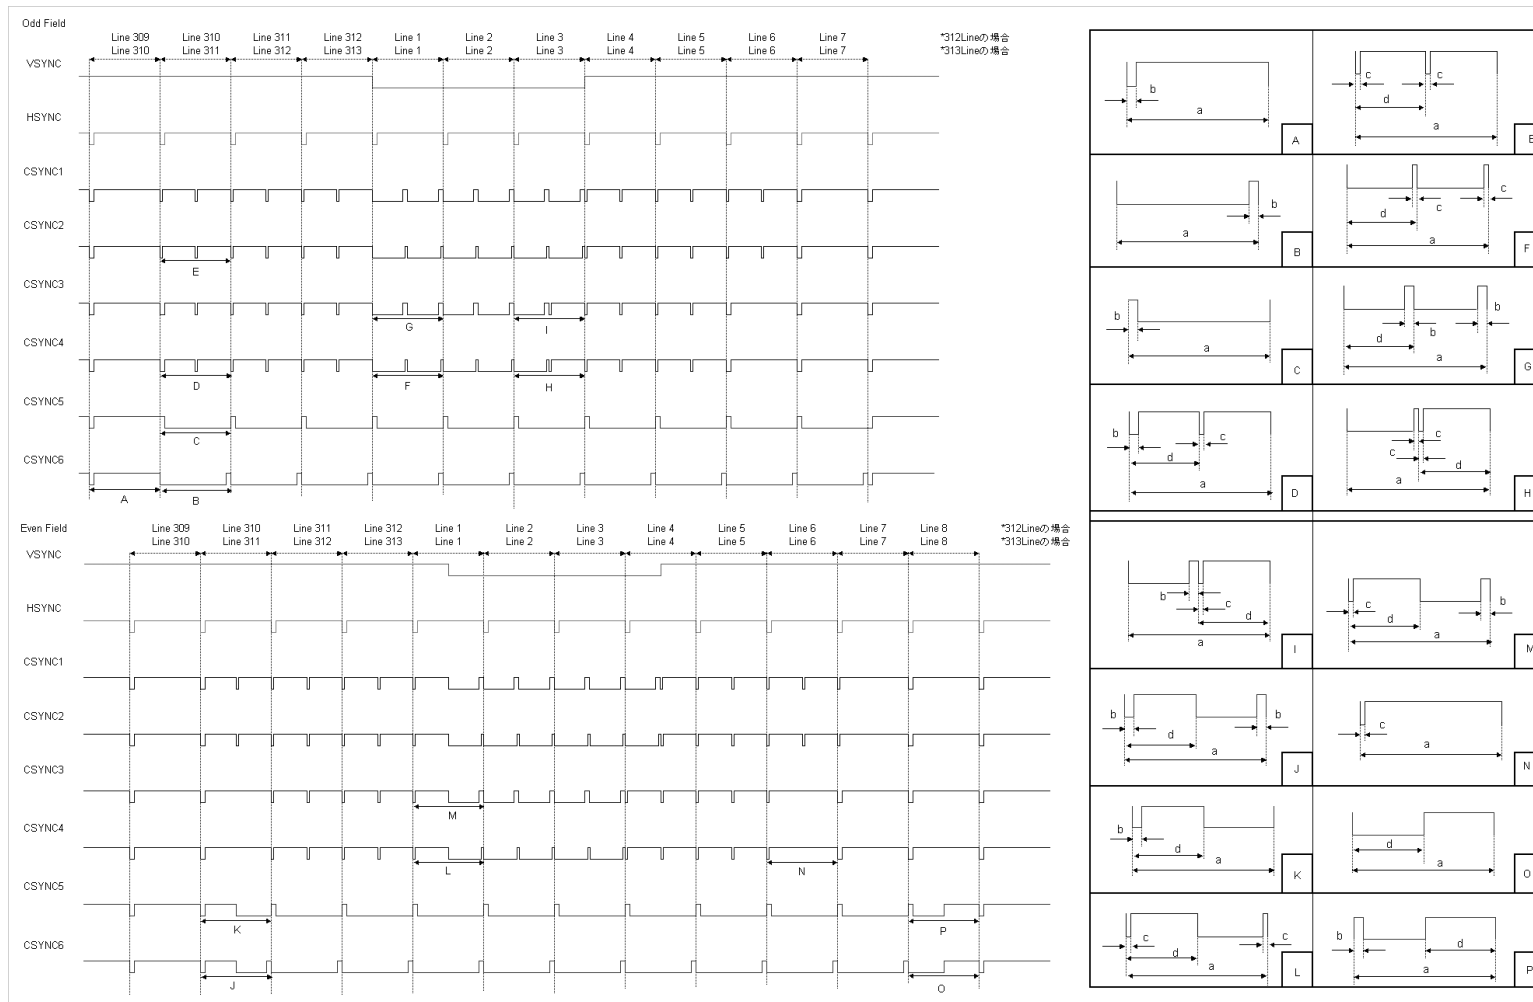 Odd Field
Line 309 Line 310 Line 311 Line 312 Line 1 Line 2 Line 3 Line 4 Line 5 Line 6 Line 7 *312Lineの場合
Line 310 Line 311 Line 312 Line 313 Line 1 Line 2 Line 3 Line 4 Line 5 Line 6 Line 7 *313Lineの場合
VSYNC
HSYNC
CSYNC1
CSYNC2
E
CSYNC3
G I
CSYNC4
D F H
CSYNC5
C
CSYNC6
A B
Even Field Line 309 Line 310 Line 311 Line 312 Line 1 Line 2 Line 3 Line 4 Line 5 Line 6 Line 7 Line 8 *312Lineの場合
Line 310 Line 311 Line 312 Line 313 Line 1 Line 2 Line 3 Line 4 Line 5 Line 6 Line 7 Line 8 *313Lineの場合
VSYNC
HSYNC
CSYNC1
CSYNC2
CSYNC3
M
CSYNC4
L N
CSYNC5
K P
CSYNC6
J O
b
a
A
c c
d
a
E
b
a
B
c
d c
a
F
b
a
C
b b
d
a
G
b c
d
a
D
c
c d
a
H
b
c
d
a
I
c b
d
a
M
b b
d
a
J
c
a
N
b
d
a
K
d
a
O
c c
d
a
L
b
d
a
P